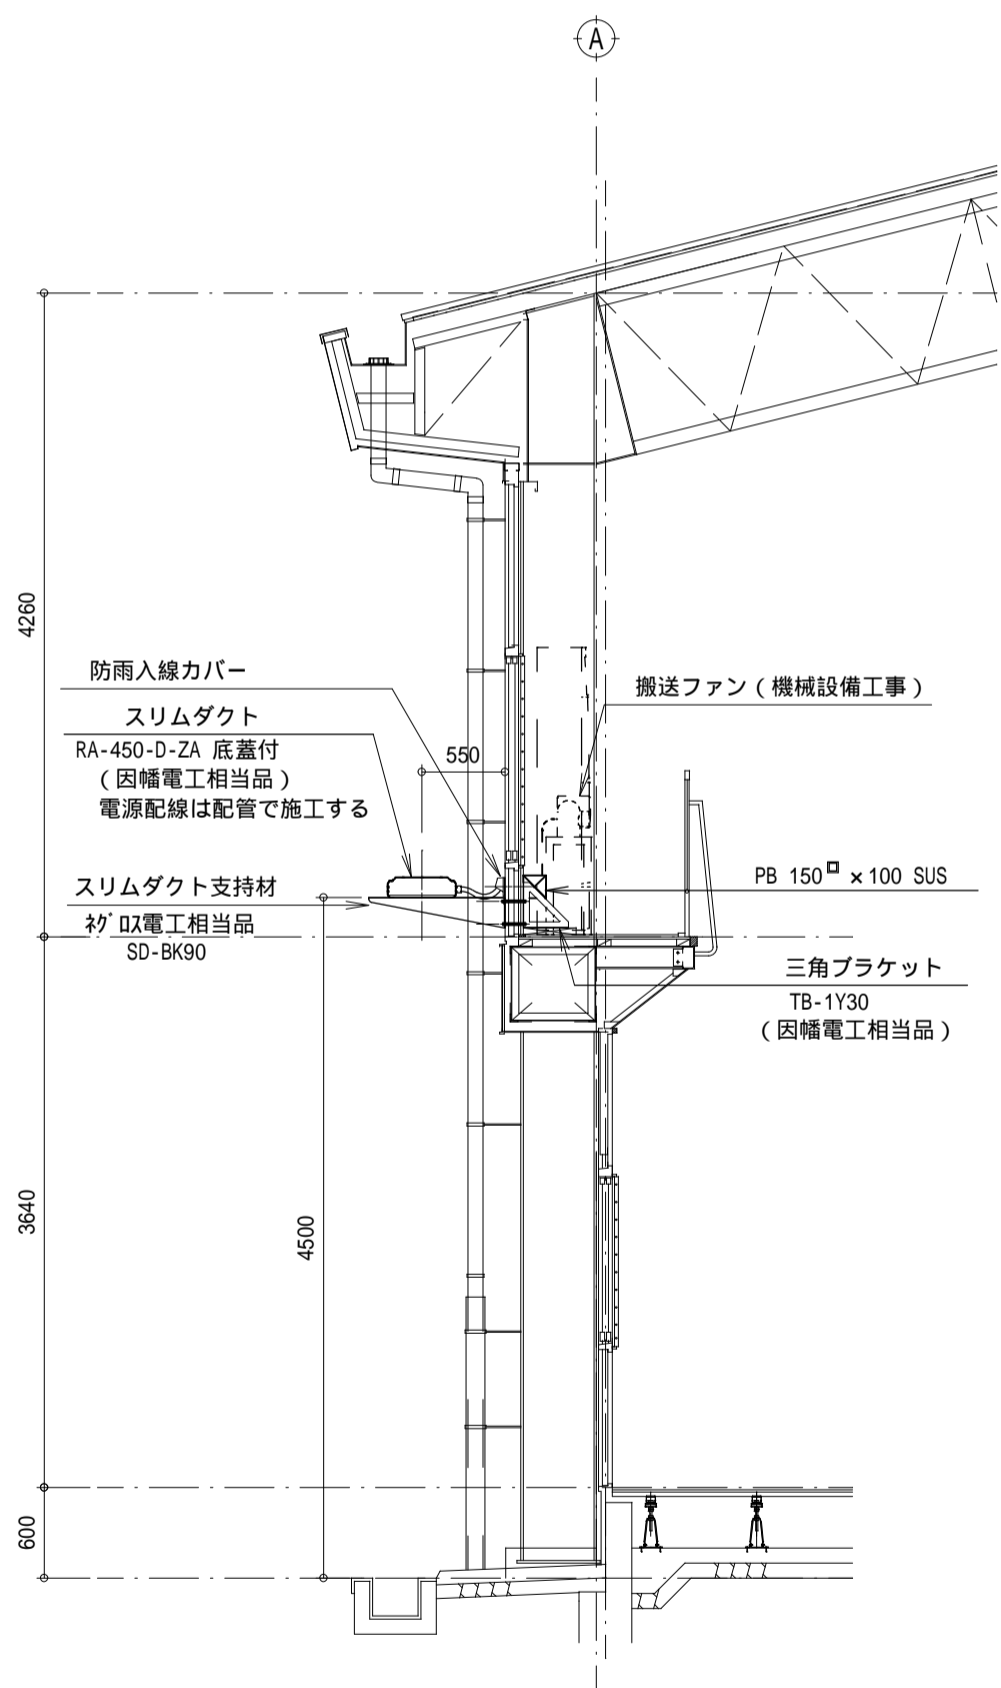 A
4260
防雨入線カバー
搬送ファン（機械設備工事）
スリムダクト
RA-450-D-ZA 底蓋付
（因幡電工相当品）
電源配線は配管で施工する
550
スリムダクト支持材
ﾈｸﾞﾛｽ電工相当品
SD-BK90
PB 150□ ×100 SUS
三角ブラケット
TB-1Y30
（因幡電工相当品）
3640
4500
600